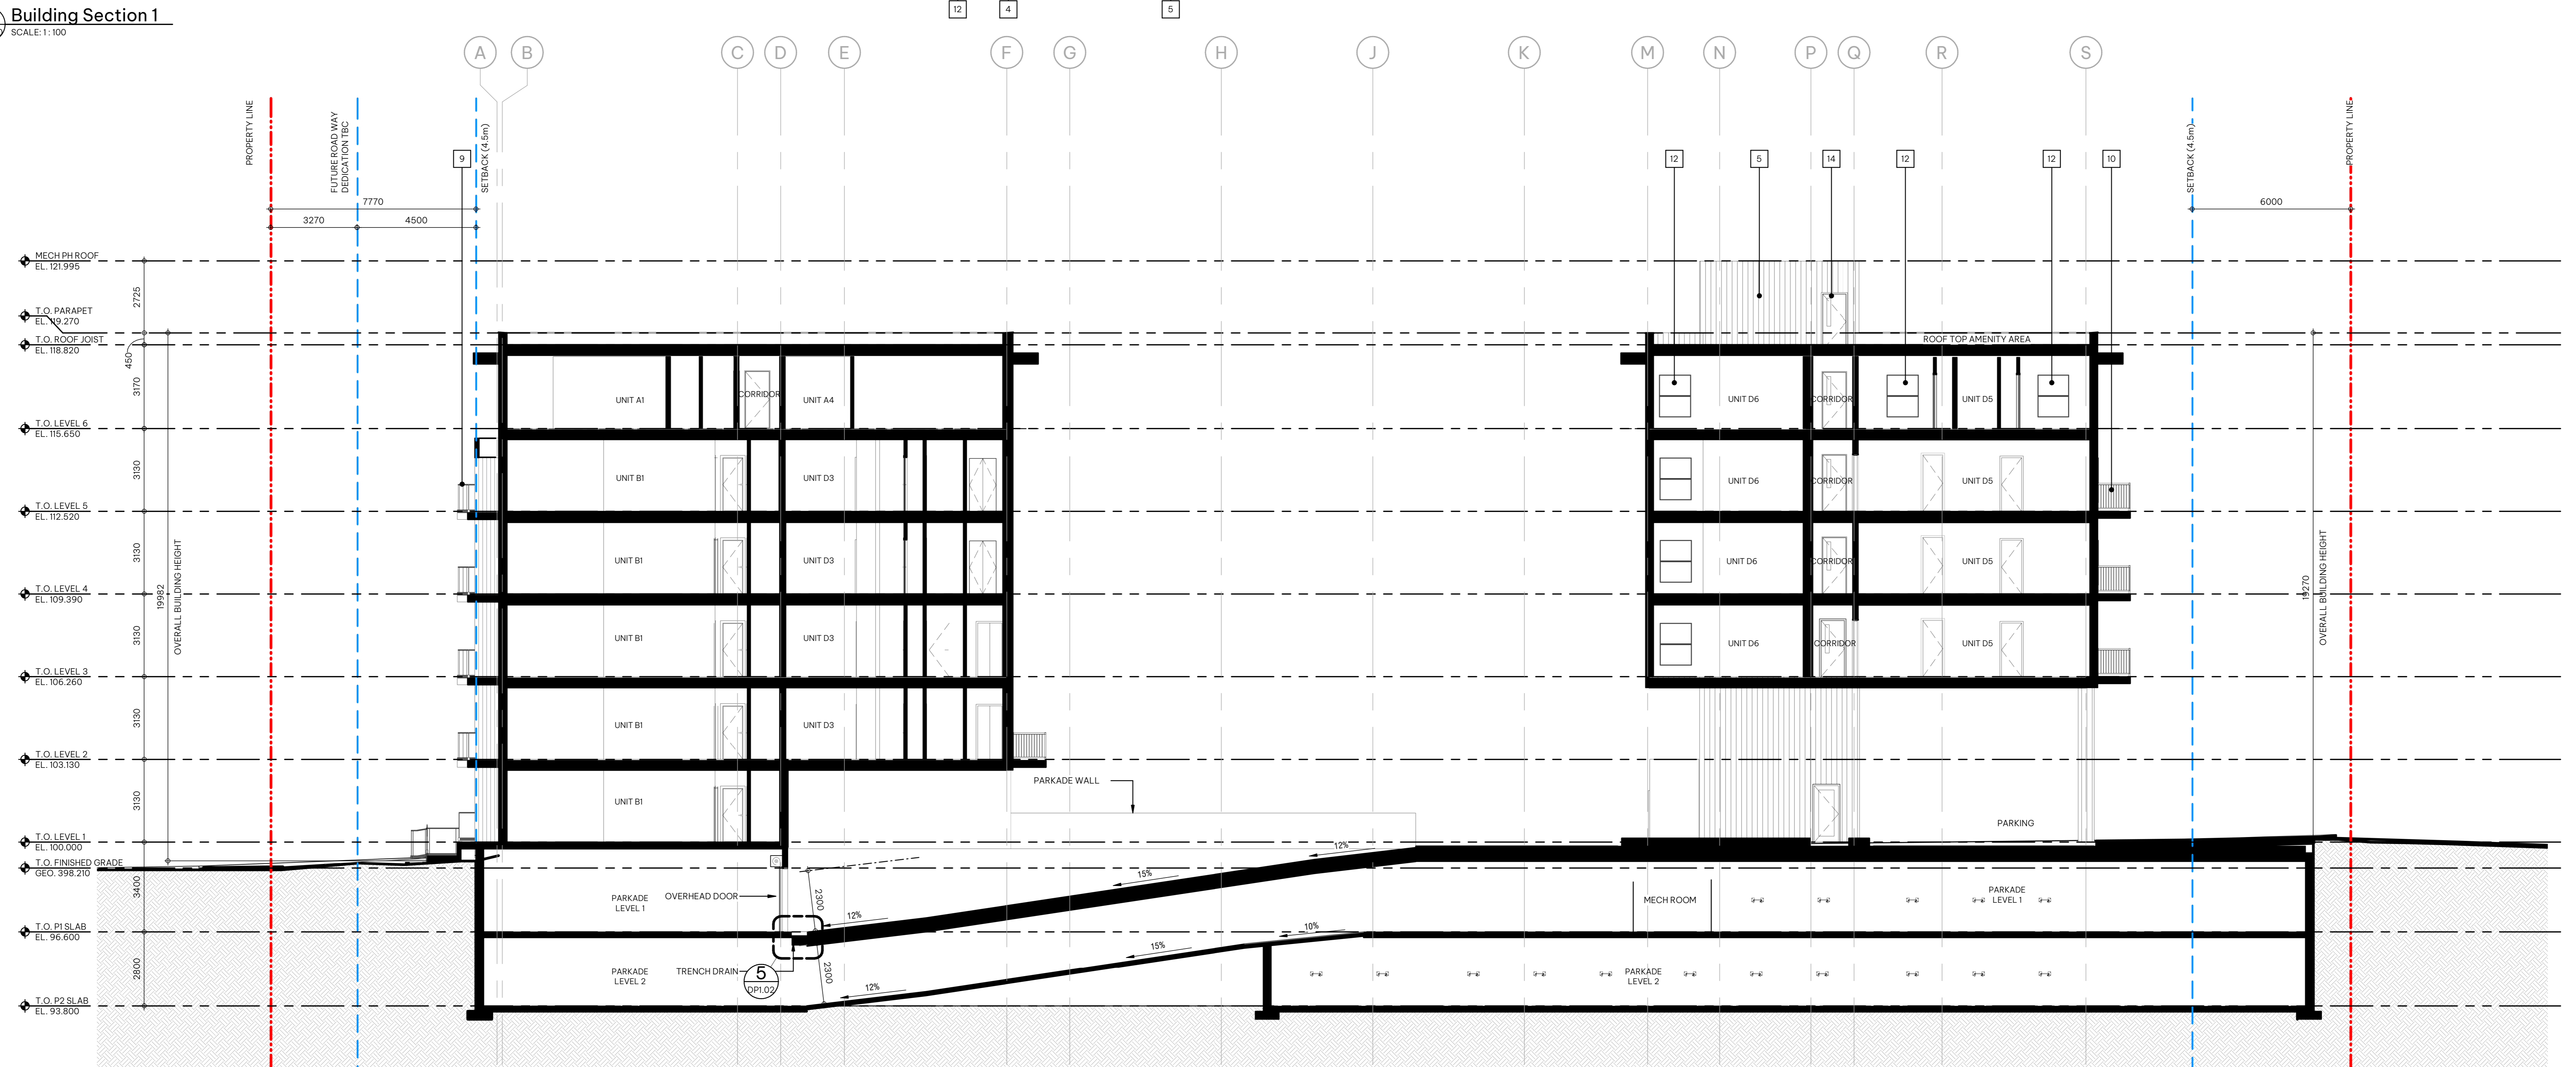 Building Section 1
SCALE: 1 : 100
12
4
5
A
B
C
D
E
F
G
H
J
K
M
N
P
Q
R
S
PROPERTY LINE
FUTURE ROAD WAY
DEDICATION TBC
SETBACK (4.5m)
SETBACK (4.5m)
PROPERTY LINE
9
12
5
14
12
12
10
7770
3270
4500
6000
MECH PH ROOF
EL. 121.995
2725
T.O. PARAPET
EL. 119.270
T.O. ROOF JOIST
EL. 118.820
450
3170
ROOF TOP AMENITY AREA
UNIT A1
CORRIDOR
UNIT A4
UNIT D6
CORRIDOR
UNIT D5
T.O. LEVEL 6
EL. 115.650
3130
UNIT B1
UNIT D3
UNIT D6
CORRIDOR
UNIT D5
T.O. LEVEL 5
EL. 112.520
3130
UNIT B1
UNIT D3
UNIT D6
CORRIDOR
UNIT D5
T.O. LEVEL 4
EL. 109.390
19982
OVERALL BUILDING HEIGHT
19270
OVERALL BUILDING HEIGHT
3130
UNIT B1
UNIT D3
UNIT D6
CORRIDOR
UNIT D5
T.O. LEVEL 3
EL. 106.260
3130
UNIT B1
UNIT D3
T.O. LEVEL 2
EL. 103.130
3130
UNIT B1
PARKADE WALL
PARKING
T.O. LEVEL 1
EL. 100.000
T.O. FINISHED GRADE
GEO. 398.210
3400
12%
15%
12%
2300
PARKADE
LEVEL 1
OVERHEAD DOOR
MECH ROOM
PARKADE
LEVEL 1
T.O. P1 SLAB
EL. 96.600
2800
10%
15%
12%
2300
PARKADE
LEVEL 2
TRENCH DRAIN
5
DP1.02
PARKADE
LEVEL 2
T.O. P2 SLAB
EL. 93.800